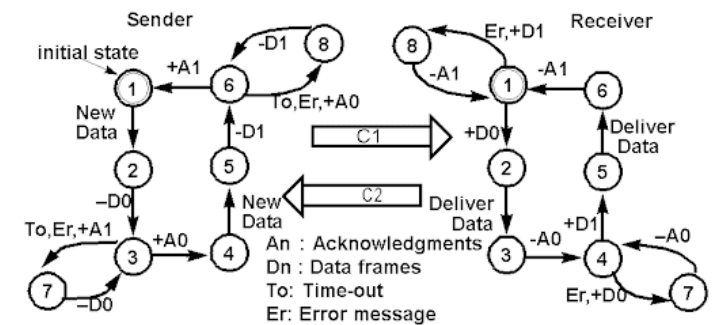 Sender
Receiver
initial state
+A1
-D1
8
6
1
To,Er,+A0
New
Data
-D1
2
5
–D0
New
Data
To,Er,+A1
+A0
3
4
7
–D0
C1
C2
An : Acknowledgments
Dn : Data frames
To: Time-out
Er: Error message
8
Er,+D1
-A1
1
-A1
6
+D0
Deliver
Data
2
5
Deliver
Data
-A0
+D1
–A0
3
4
Er,+D0
7